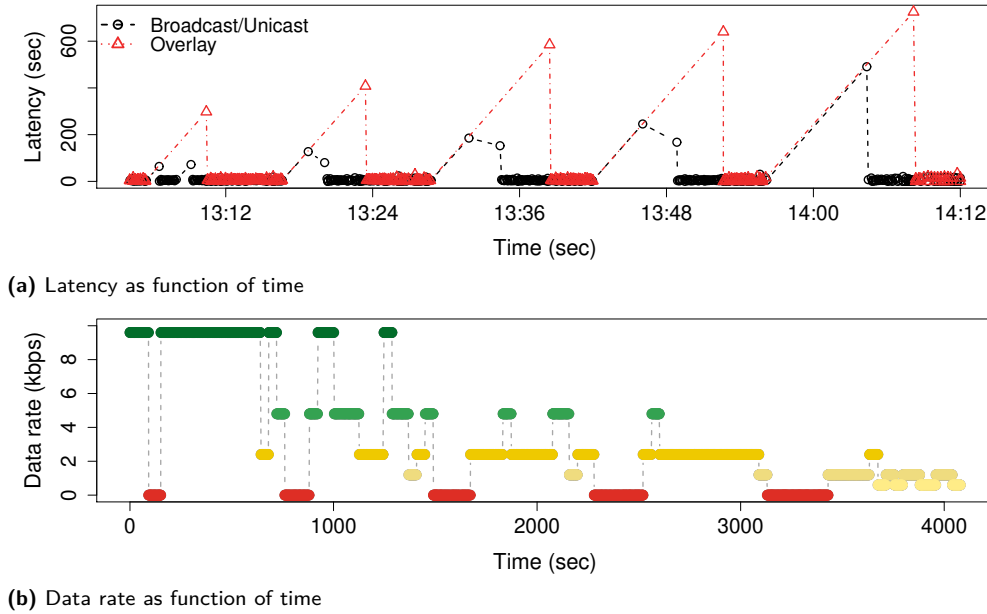 Broadcast/Unicast
Overlay
Latency (sec)
600
200
0
13:12 13:24 13:36 13:48 14:00 14:12
Time (sec)
(a) Latency as function of time
Data rate (kbps)
8
6
4
2
0
0 1000 2000 3000 4000
Time (sec)
(b) Data rate as function of time